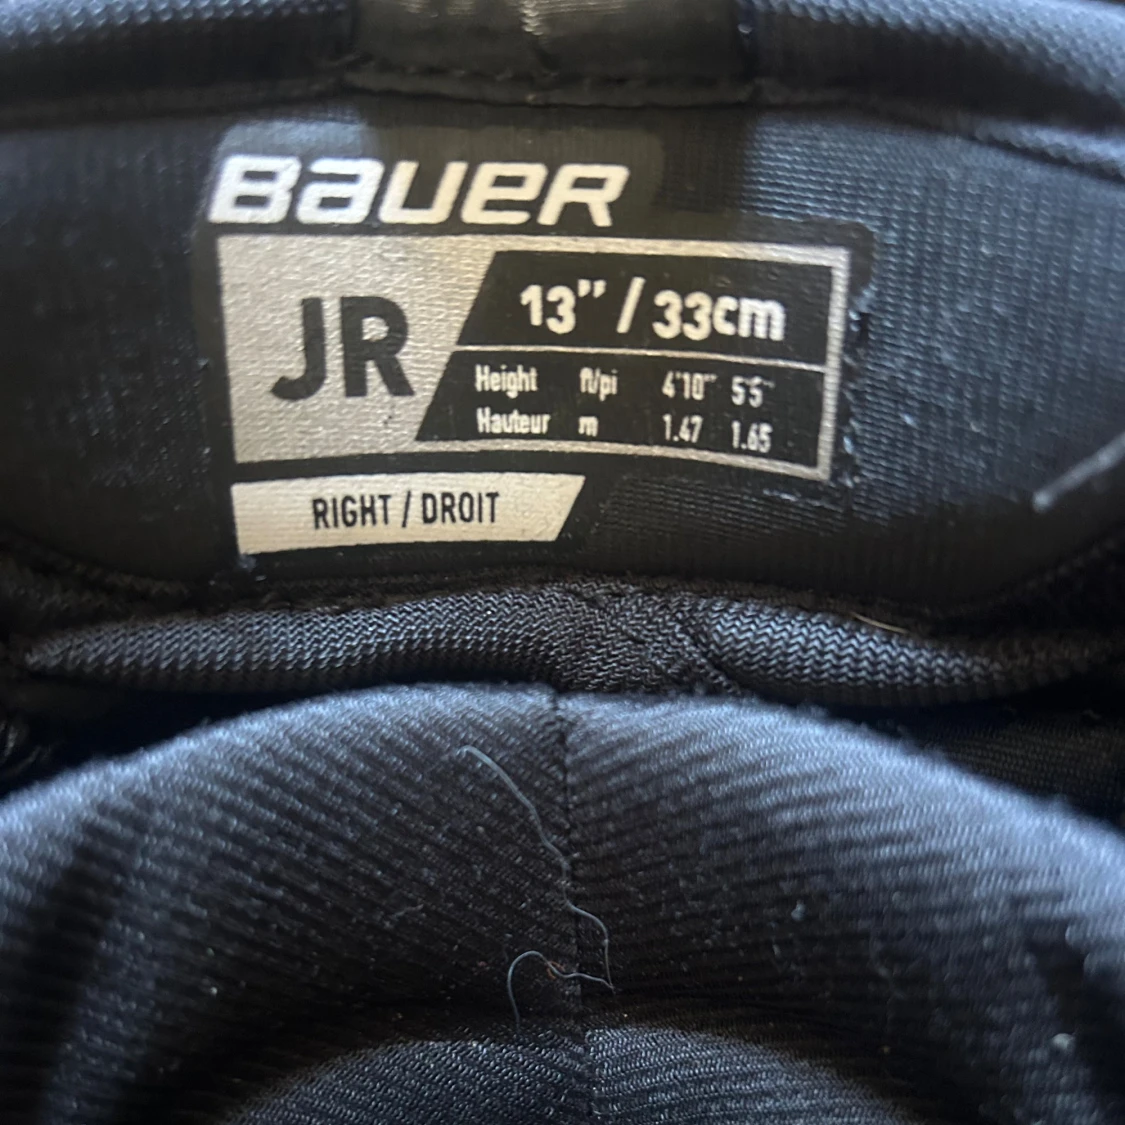 BAUER
JR
13” / 33cm
Height ft/pi 4'10" 5'5"
Hauteur m 1.47 1.65
RIGHT / DROIT